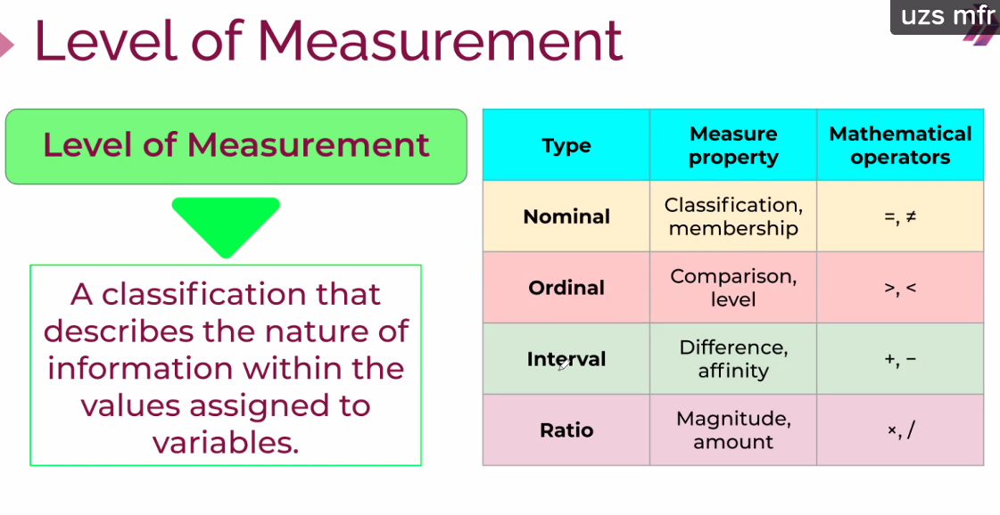 uzs mfr
Level of Measurement
Level of Measurement
A classification that
describes the nature of
information within the
values assigned to
variables.
Type
Measure
property
Mathematical
operators
Nominal
Classification,
membership
=, ≠
Ordinal
Comparison,
level
>, <
Interval
Difference,
affinity
+, −
Ratio
Magnitude,
amount
×, /